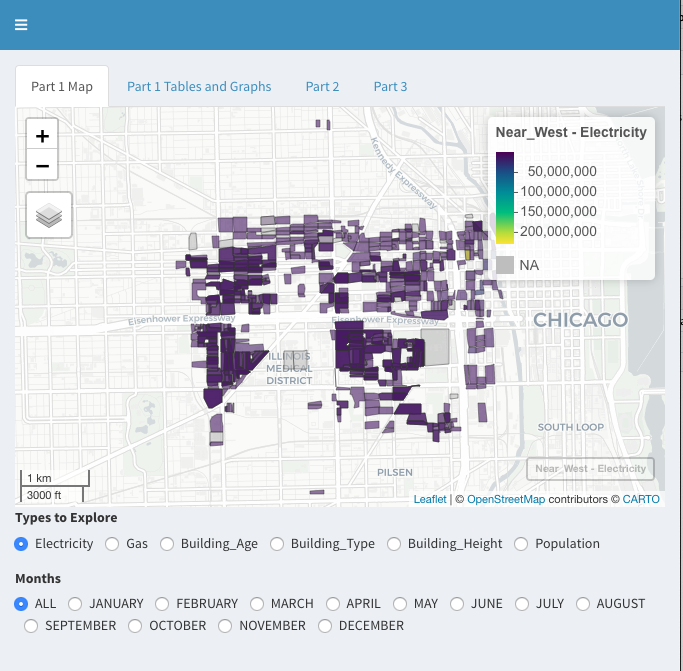 Part 1 Map
Part 1 Tables and Graphs
Part 2
Part 3
+
−
Kennedy Expressway
Near_West - Electricity
50,000,000
100,000,000
150,000,000
200,000,000
NA
Eisenhower Expressway
Eisenhower Expressway
CHICAGO
ILLINOIS
MEDICAL
DISTRICT
SOUTH LOOP
PILSEN
Near_West - Electricity
1 km
3000 ft
Leaflet | © OpenStreetMap contributors © CARTO
Types to Explore
Electricity Gas Building_Age Building_Type Building_Height Population
Months
ALL JANUARY FEBRUARY MARCH APRIL MAY JUNE JULY AUGUST
SEPTEMBER OCTOBER NOVEMBER DECEMBER